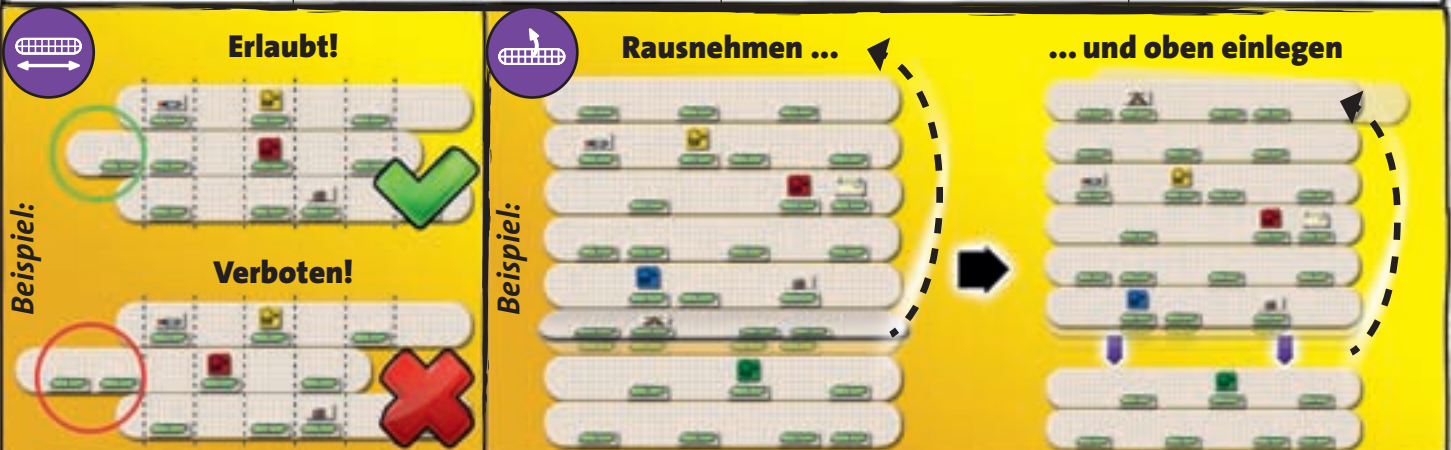 Erlaubt!
Beispiel:
Verboten!
Rausnehmen ...
... und oben einlegen
Beispiel: